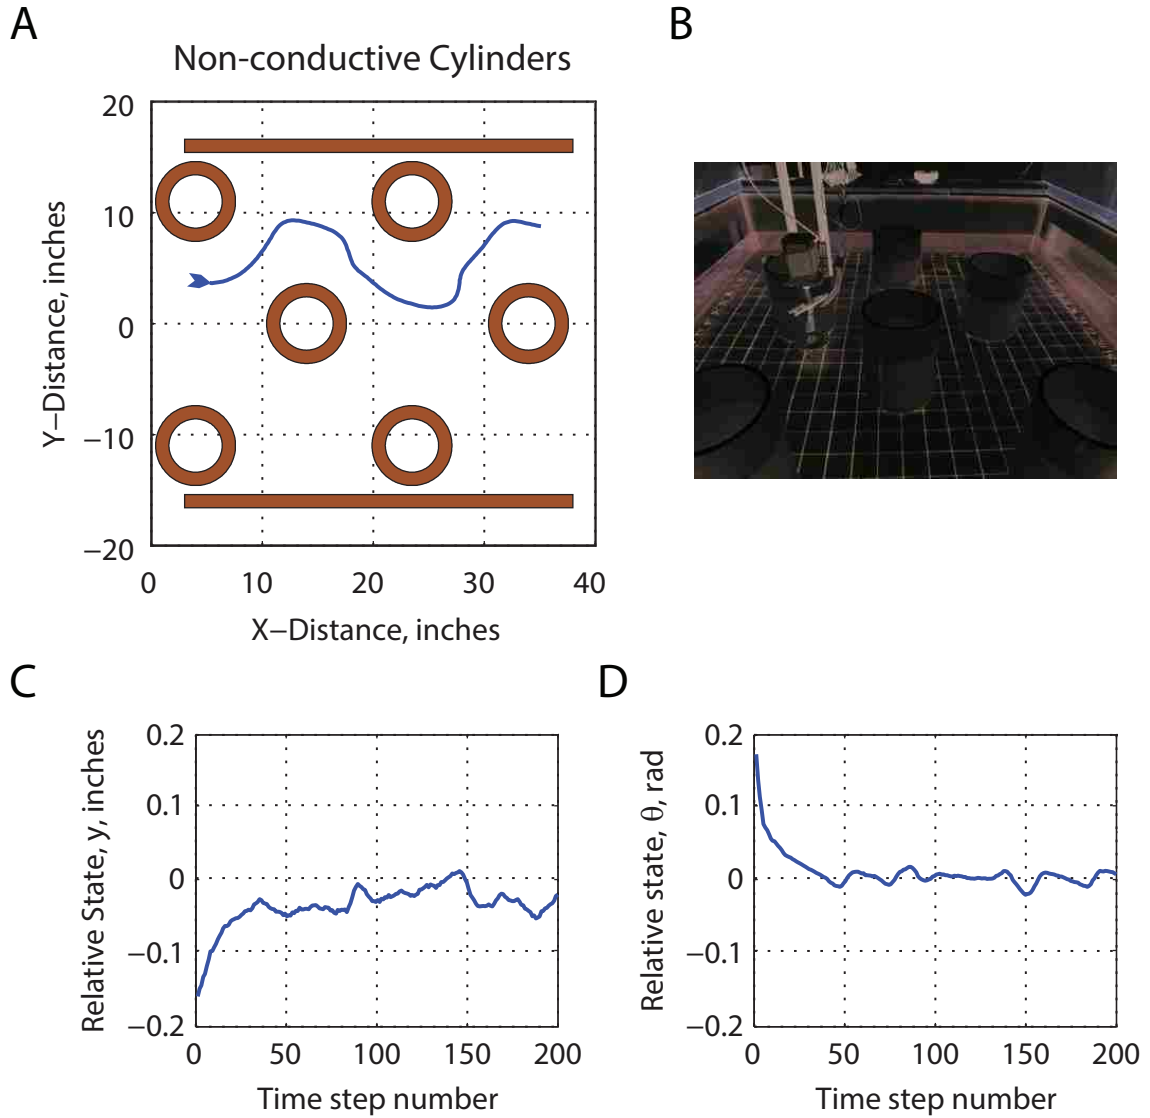 A
B
Non-conductive Cylinders
20
10
0
−10
−20
Y−Distance, inches
0 10 20 30 40
X−Distance, inches
C
D
0.2
0.1
0
−0.1
−0.2
Relative State, y, inches
0 50 100 150 200
Time step number
0.2
0.1
0
−0.1
−0.2
Relative state, θ, rad
0 50 100 150 200
Time step number